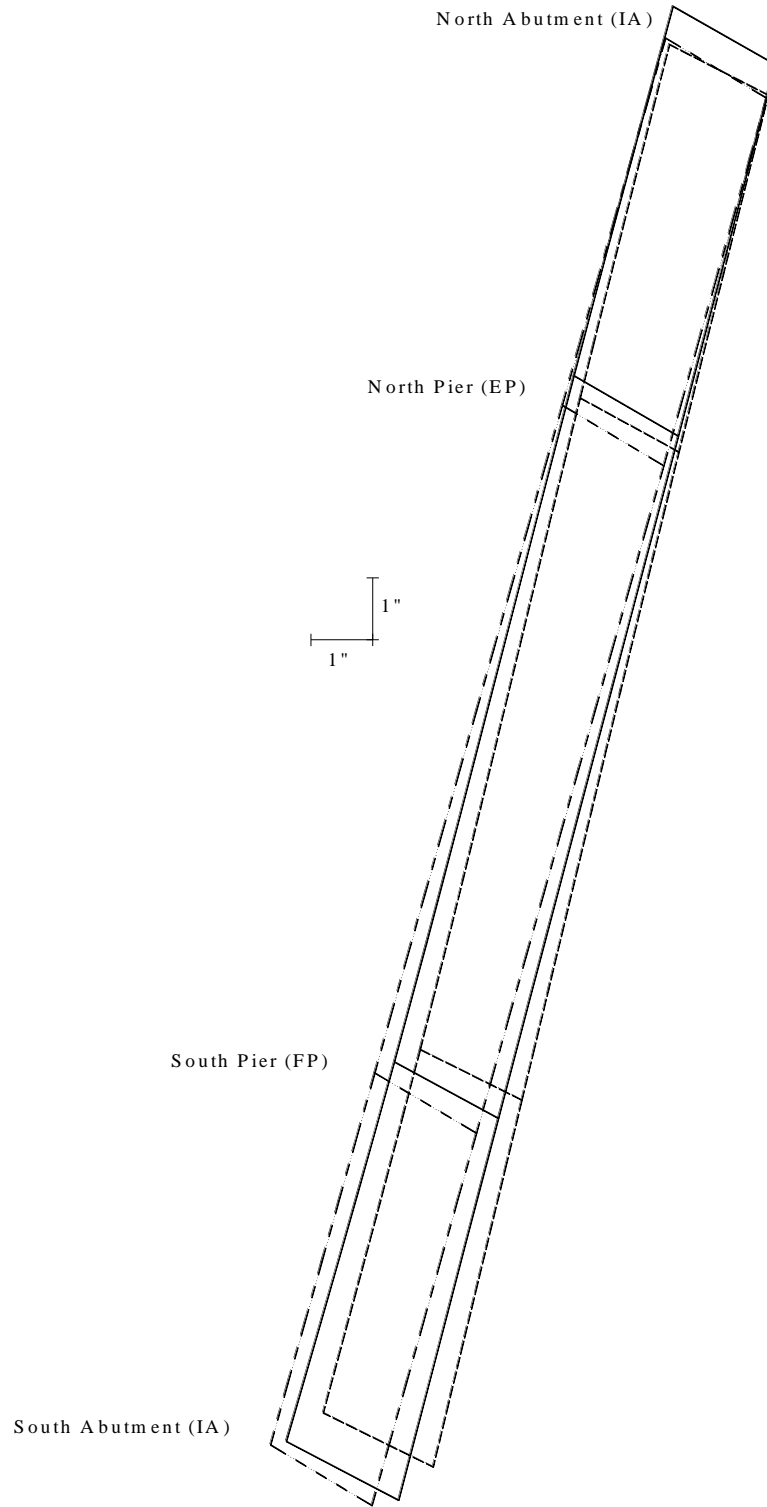 North Abutment (IA)
North Pier (EP)
1"
1"
South Pier (FP)
South Abutment (IA)